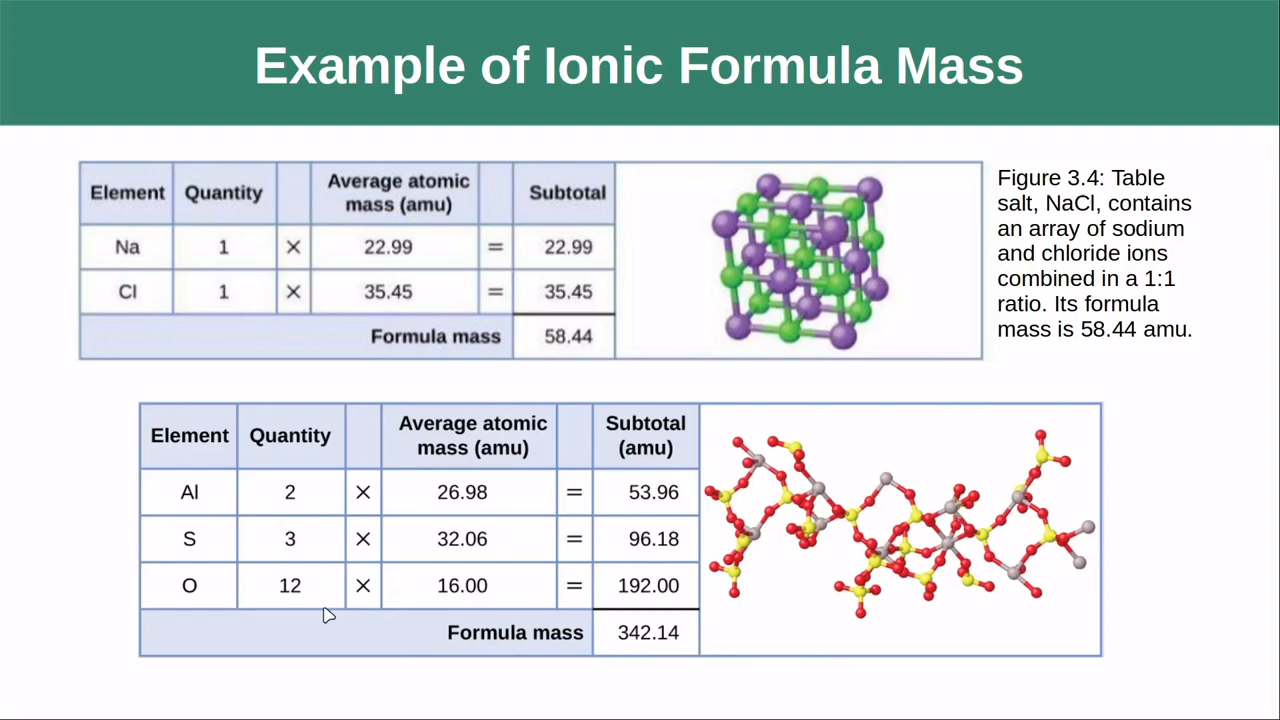 Example of Ionic Formula Mass
Element Quantity Average atomic mass (amu) Subtotal
Na 1 × 22.99 = 22.99
Cl 1 × 35.45 = 35.45
Formula mass 58.44
Figure 3.4: Table
salt, NaCl, contains
an array of sodium
and chloride ions
combined in a 1:1
ratio. Its formula
mass is 58.44 amu.
Element Quantity Average atomic mass (amu) Subtotal (amu)
Al 2 × 26.98 = 53.96
S 3 × 32.06 = 96.18
O 12 × 16.00 = 192.00
Formula mass 342.14